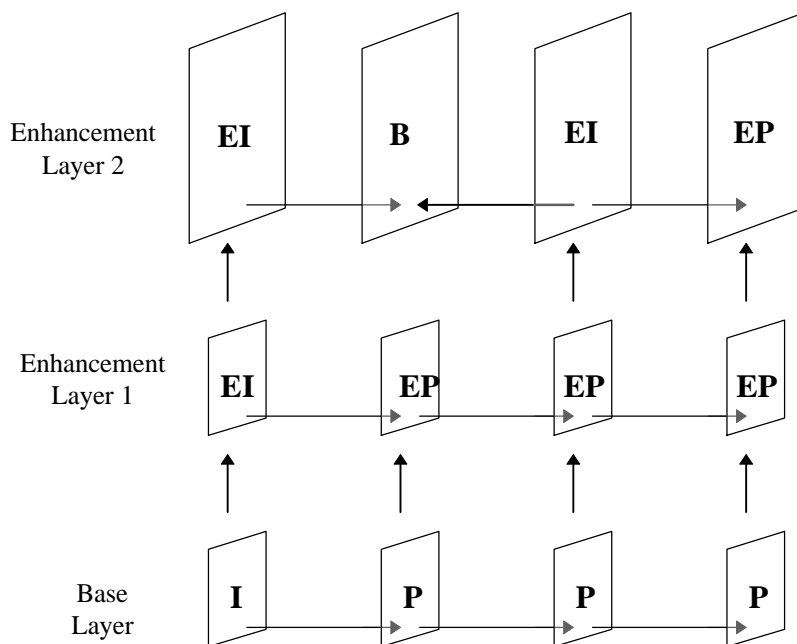 Enhancement
Layer 2
EI B EI EP
Enhancement
Layer 1
EI EP EP EP
Base
Layer
I P P P